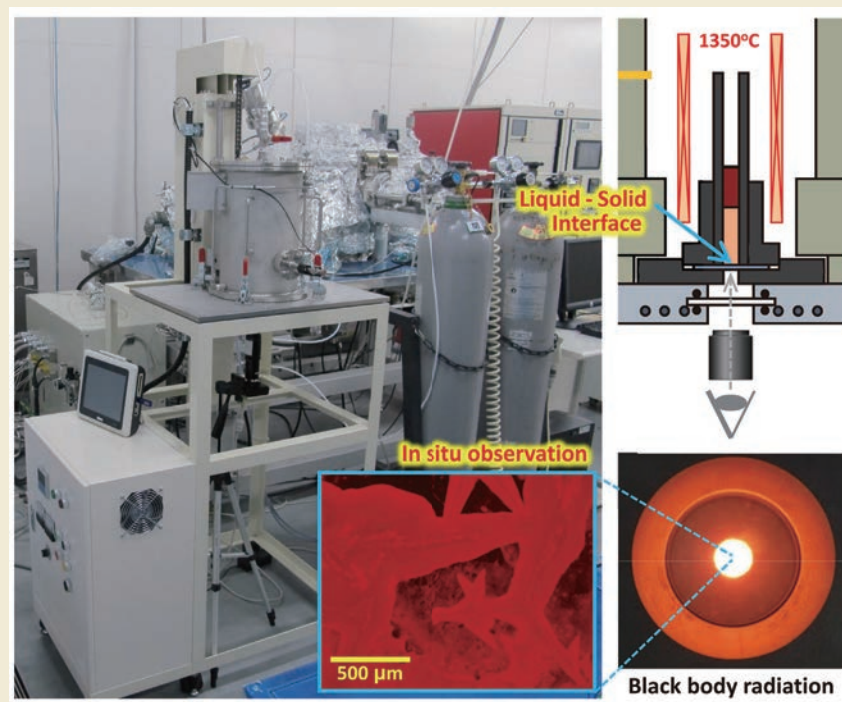 1350°C
Liquid - Solid
Interface
In situ observation
500 µm
Black body radiation